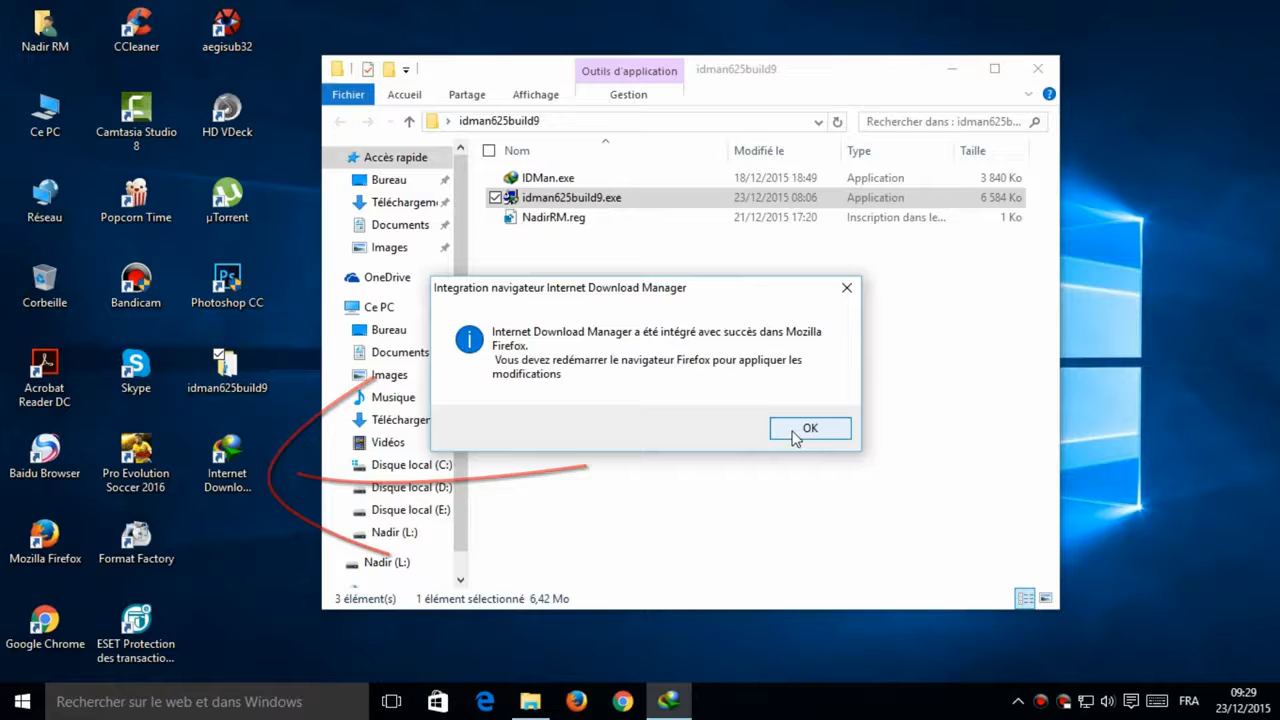 Nadir RM
CCleaner
aegisub32
Ce PC
Camtasia Studio
8
HD VDeck
Réseau
Popcorn Time
µTorrent
Corbeille
Bandicam
Photoshop CC
Acrobat
Reader DC
Skype
idman625build9
Baidu Browser
Pro Evolution
Soccer 2016
Internet
Downlo...
Mozilla Firefox
Format Factory
Google Chrome
ESET Protection
des transactio...
Outils d'application
idman625build9
Fichier
Accueil
Partage
Affichage
Gestion
idman625build9
Rechercher dans : idman625b...
Accès rapide
Bureau
Téléchargem
Documents
Images
OneDrive
Ce PC
Bureau
Documents
Images
Musique
Téléchargem
Vidéos
Disque local (C:)
Disque local (D:)
Disque local (E:)
Nadir (L:)
Nadir (L:)
Nom
Modifié le
Type
Taille
IDMan.exe
18/12/2015 18:49
Application
3 840 Ko
idman625build9.exe
23/12/2015 08:06
Application
6 584 Ko
NadirRM.reg
21/12/2015 17:20
Inscription dans le...
1 Ko
Integration navigateur Internet Download Manager
Internet Download Manager a été intégré avec succès dans Mozilla
Firefox.
Vous devez redémarrer le navigateur Firefox pour appliquer les
modifications
OK
3 élément(s)
1 élément sélectionné 6,42 Mo
Rechercher sur le web et dans Windows
FRA
09:29
23/12/2015